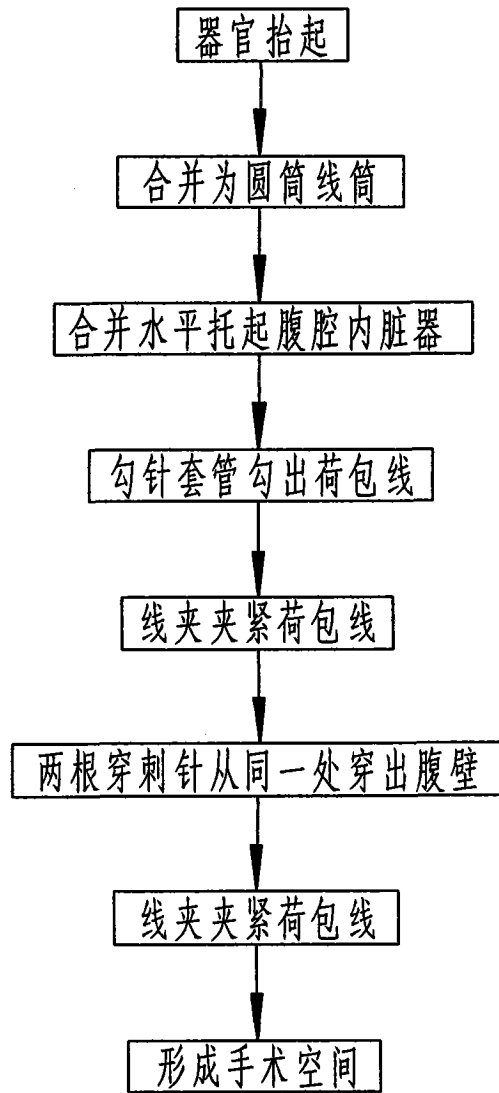 器官抬起
合并为圆筒线筒
合并水平托起腹腔内脏器
勾针套管勾出荷包线
线夹夹紧荷包线
两根穿刺针从同一处穿出腹壁
线夹夹紧荷包线
形成手术空间